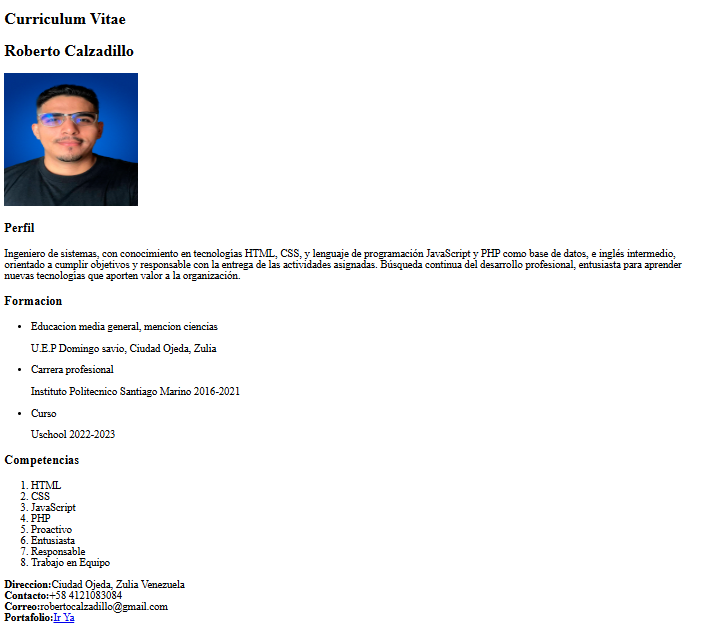 Curriculum Vitae
Roberto Calzadillo
Perfil
Ingeniero de sistemas, con conocimiento en tecnologías HTML, CSS, y lenguaje de programación JavaScript y PHP como base de datos, e inglés intermedio,
orientado a cumplir objetivos y responsable con la entrega de las actividades asignadas. Búsqueda continua del desarrollo profesional, entusiasta para aprender
nuevas tecnologías que aporten valor a la organización.
Formacion
• Educacion media general, mencion ciencias
U.E.P Domingo savio, Ciudad Ojeda, Zulia
• Carrera profesional
Instituto Politecnico Santiago Marino 2016-2021
• Curso
Uschool 2022-2023
Competencias
1. HTML
2. CSS
3. JavaScript
4. PHP
5. Proactivo
6. Entusiasta
7. Responsable
8. Trabajo en Equipo
Direccion:Ciudad Ojeda, Zulia Venezuela
Contacto:+58 4121083084
Correo:robertocalzadillo@gmail.com
Portafolio:Ir Ya